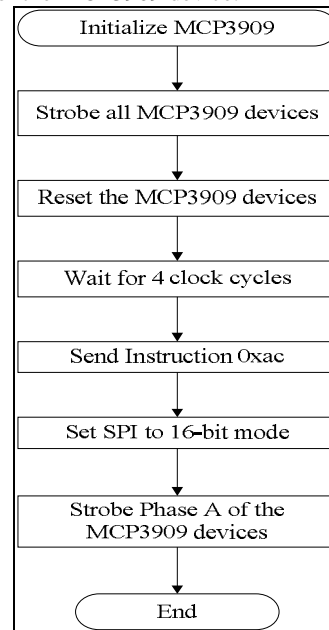 Initialize MCP3909
Strobe all MCP3909 devices
Reset the MCP3909 devices
Wait for 4 clock cycles
Send Instruction 0xac
Set SPI to 16-bit mode
Strobe Phase A of the
MCP3909 devices
End